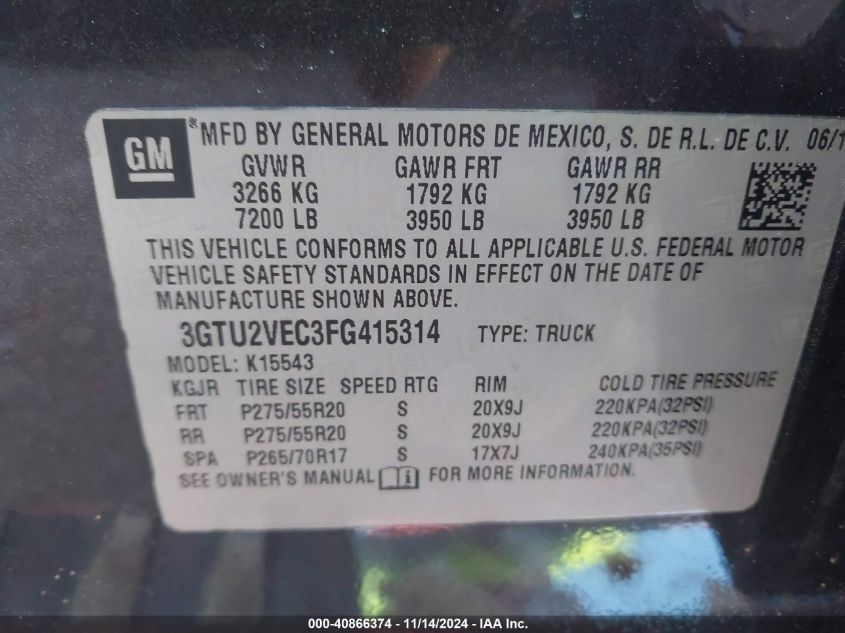 GM ® MFD BY GENERAL MOTORS DE MEXICO, S. DE R.L. DE C.V. 06/1
GVWR GAWR FRT GAWR RR
3266 KG 1792 KG 1792 KG
7200 LB 3950 LB 3950 LB
THIS VEHICLE CONFORMS TO ALL APPLICABLE U.S. FEDERAL MOTOR
VEHICLE SAFETY STANDARDS IN EFFECT ON THE DATE OF
MANUFACTURE SHOWN ABOVE.
3GTU2VEC3FG415314 TYPE: TRUCK
MODEL: K15543
KGJR TIRE SIZE SPEED RTG RIM COLD TIRE PRESSURE
FRT P275/55R20 S 20X9J 220KPA(32PSI)
RR P275/55R20 S 20X9J 220KPA(32PSI)
SPA P265/70R17 S 17X7J 240KPA(35PSI)
SEE OWNER'S MANUAL i FOR MORE INFORMATION.
000-40866374 - 11/14/2024 - IAA Inc.